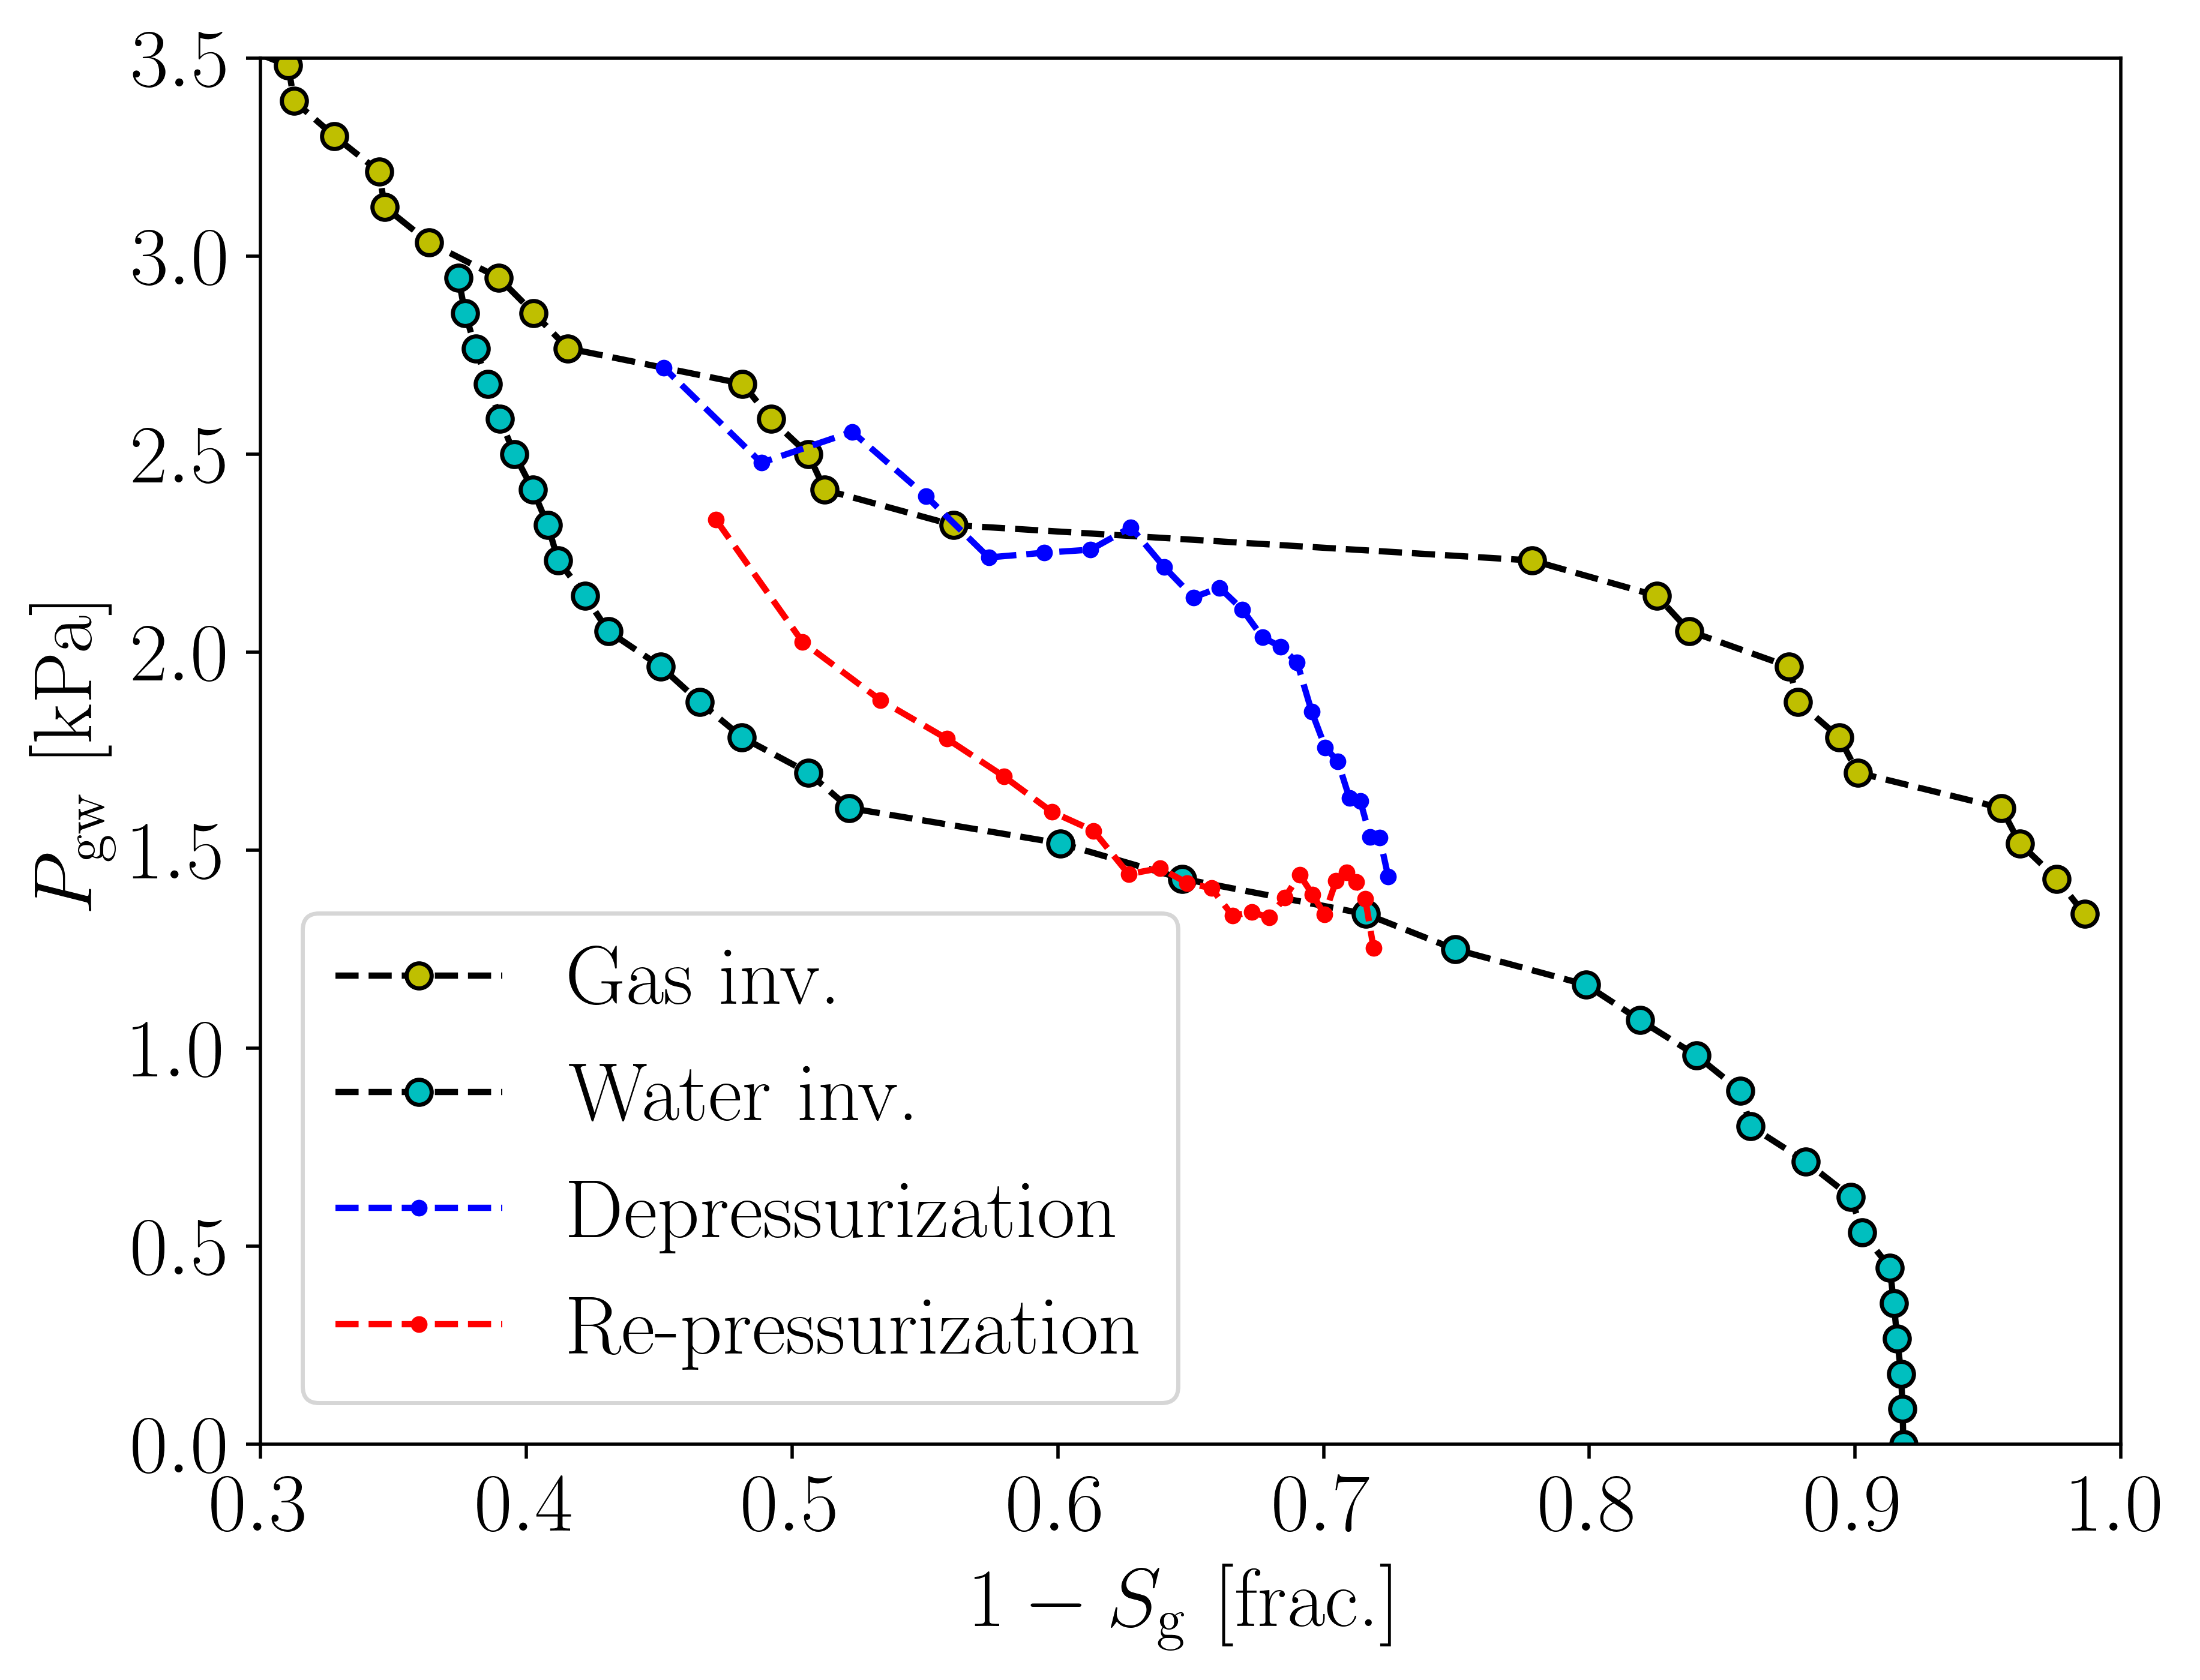 3.5
3.0
2.5
2.0
1.5
1.0
0.5
0.0
P_gw [kPa]
Gas inv.
Water inv.
Depressurization
Re-pressurization
0.3 0.4 0.5 0.6 0.7 0.8 0.9 1.0
1 − S_g [frac.]